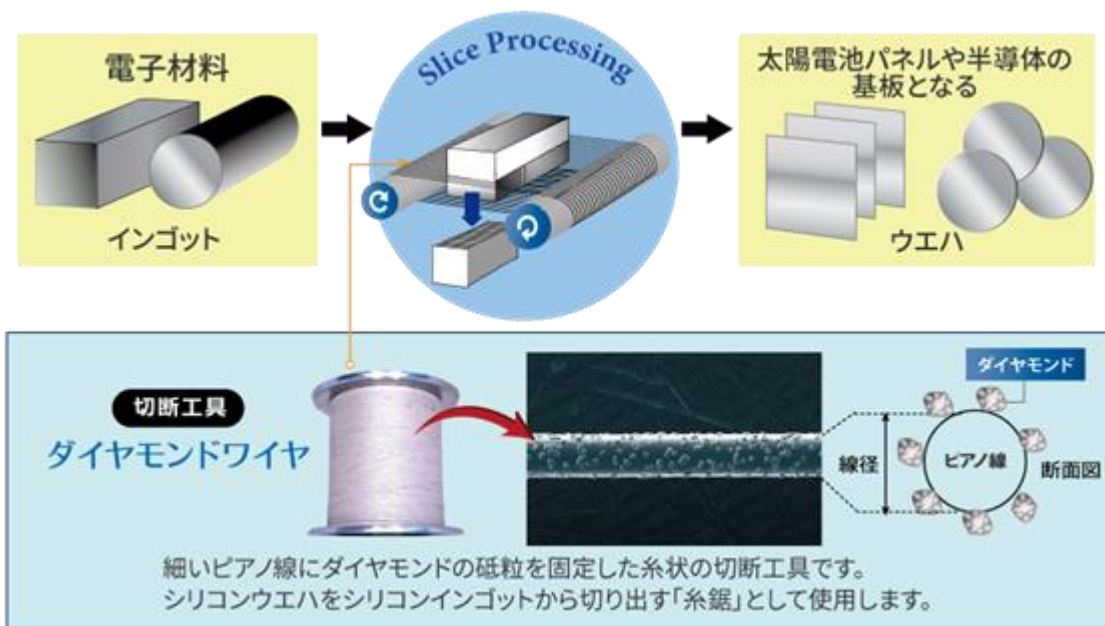 電子材料
インゴット
Slice Processing
太陽電池パネルや半導体の
基板となる
ウエハ
切断工具
ダイヤモンドワイヤ
ダイヤモンド
線径
ピアノ線
断面図
細いピアノ線にダイヤモンドの砥粒を固定した糸状の切断工具です。
シリコンウエハをシリコンインゴットから切り出す「糸鋸」として使用します。